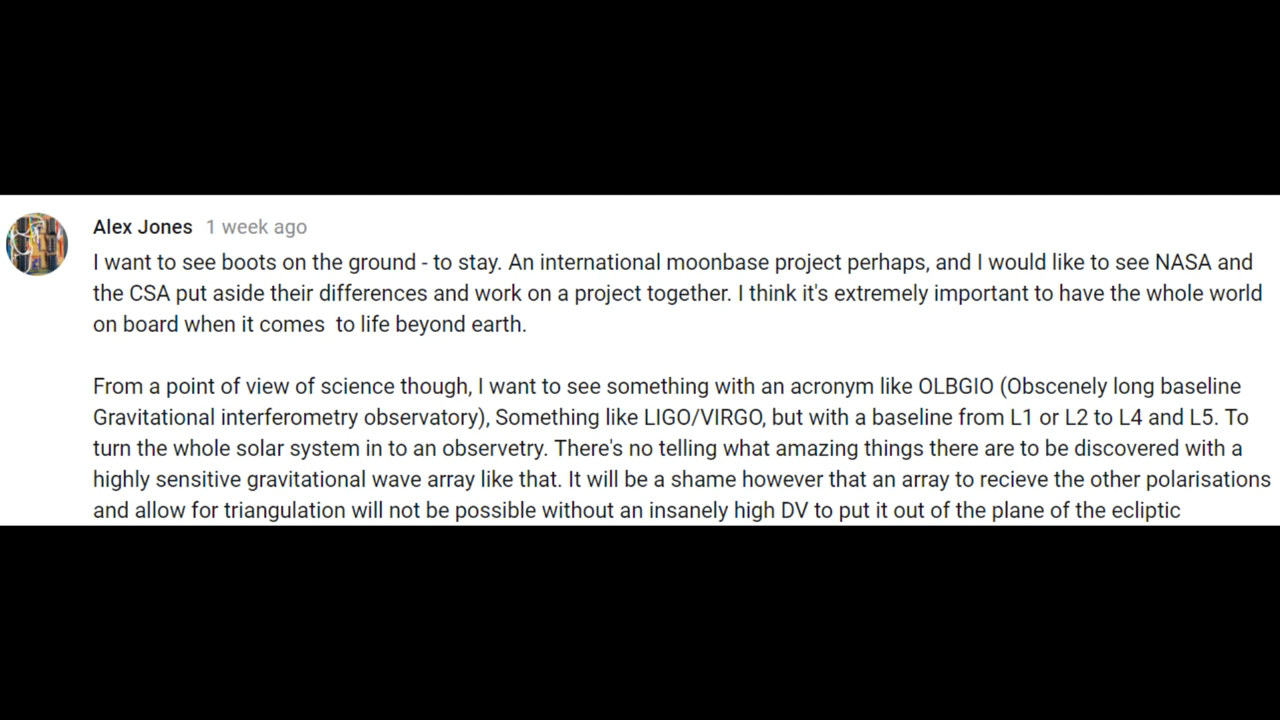 Alex Jones 1 week ago
I want to see boots on the ground - to stay. An international moonbase project perhaps, and I would like to see NASA and
the CSA put aside their differences and work on a project together. I think it's extremely important to have the whole world
on board when it comes  to life beyond earth.
From a point of view of science though, I want to see something with an acronym like OLBGIO (Obscenely long baseline
Gravitational interferometry observatory), Something like LIGO/VIRGO, but with a baseline from L1 or L2 to L4 and L5. To
turn the whole solar system in to an observetry. There's no telling what amazing things there are to be discovered with a
highly sensitive gravitational wave array like that. It will be a shame however that an array to recieve the other polarisations
and allow for triangulation will not be possible without an insanely high DV to put it out of the plane of the ecliptic